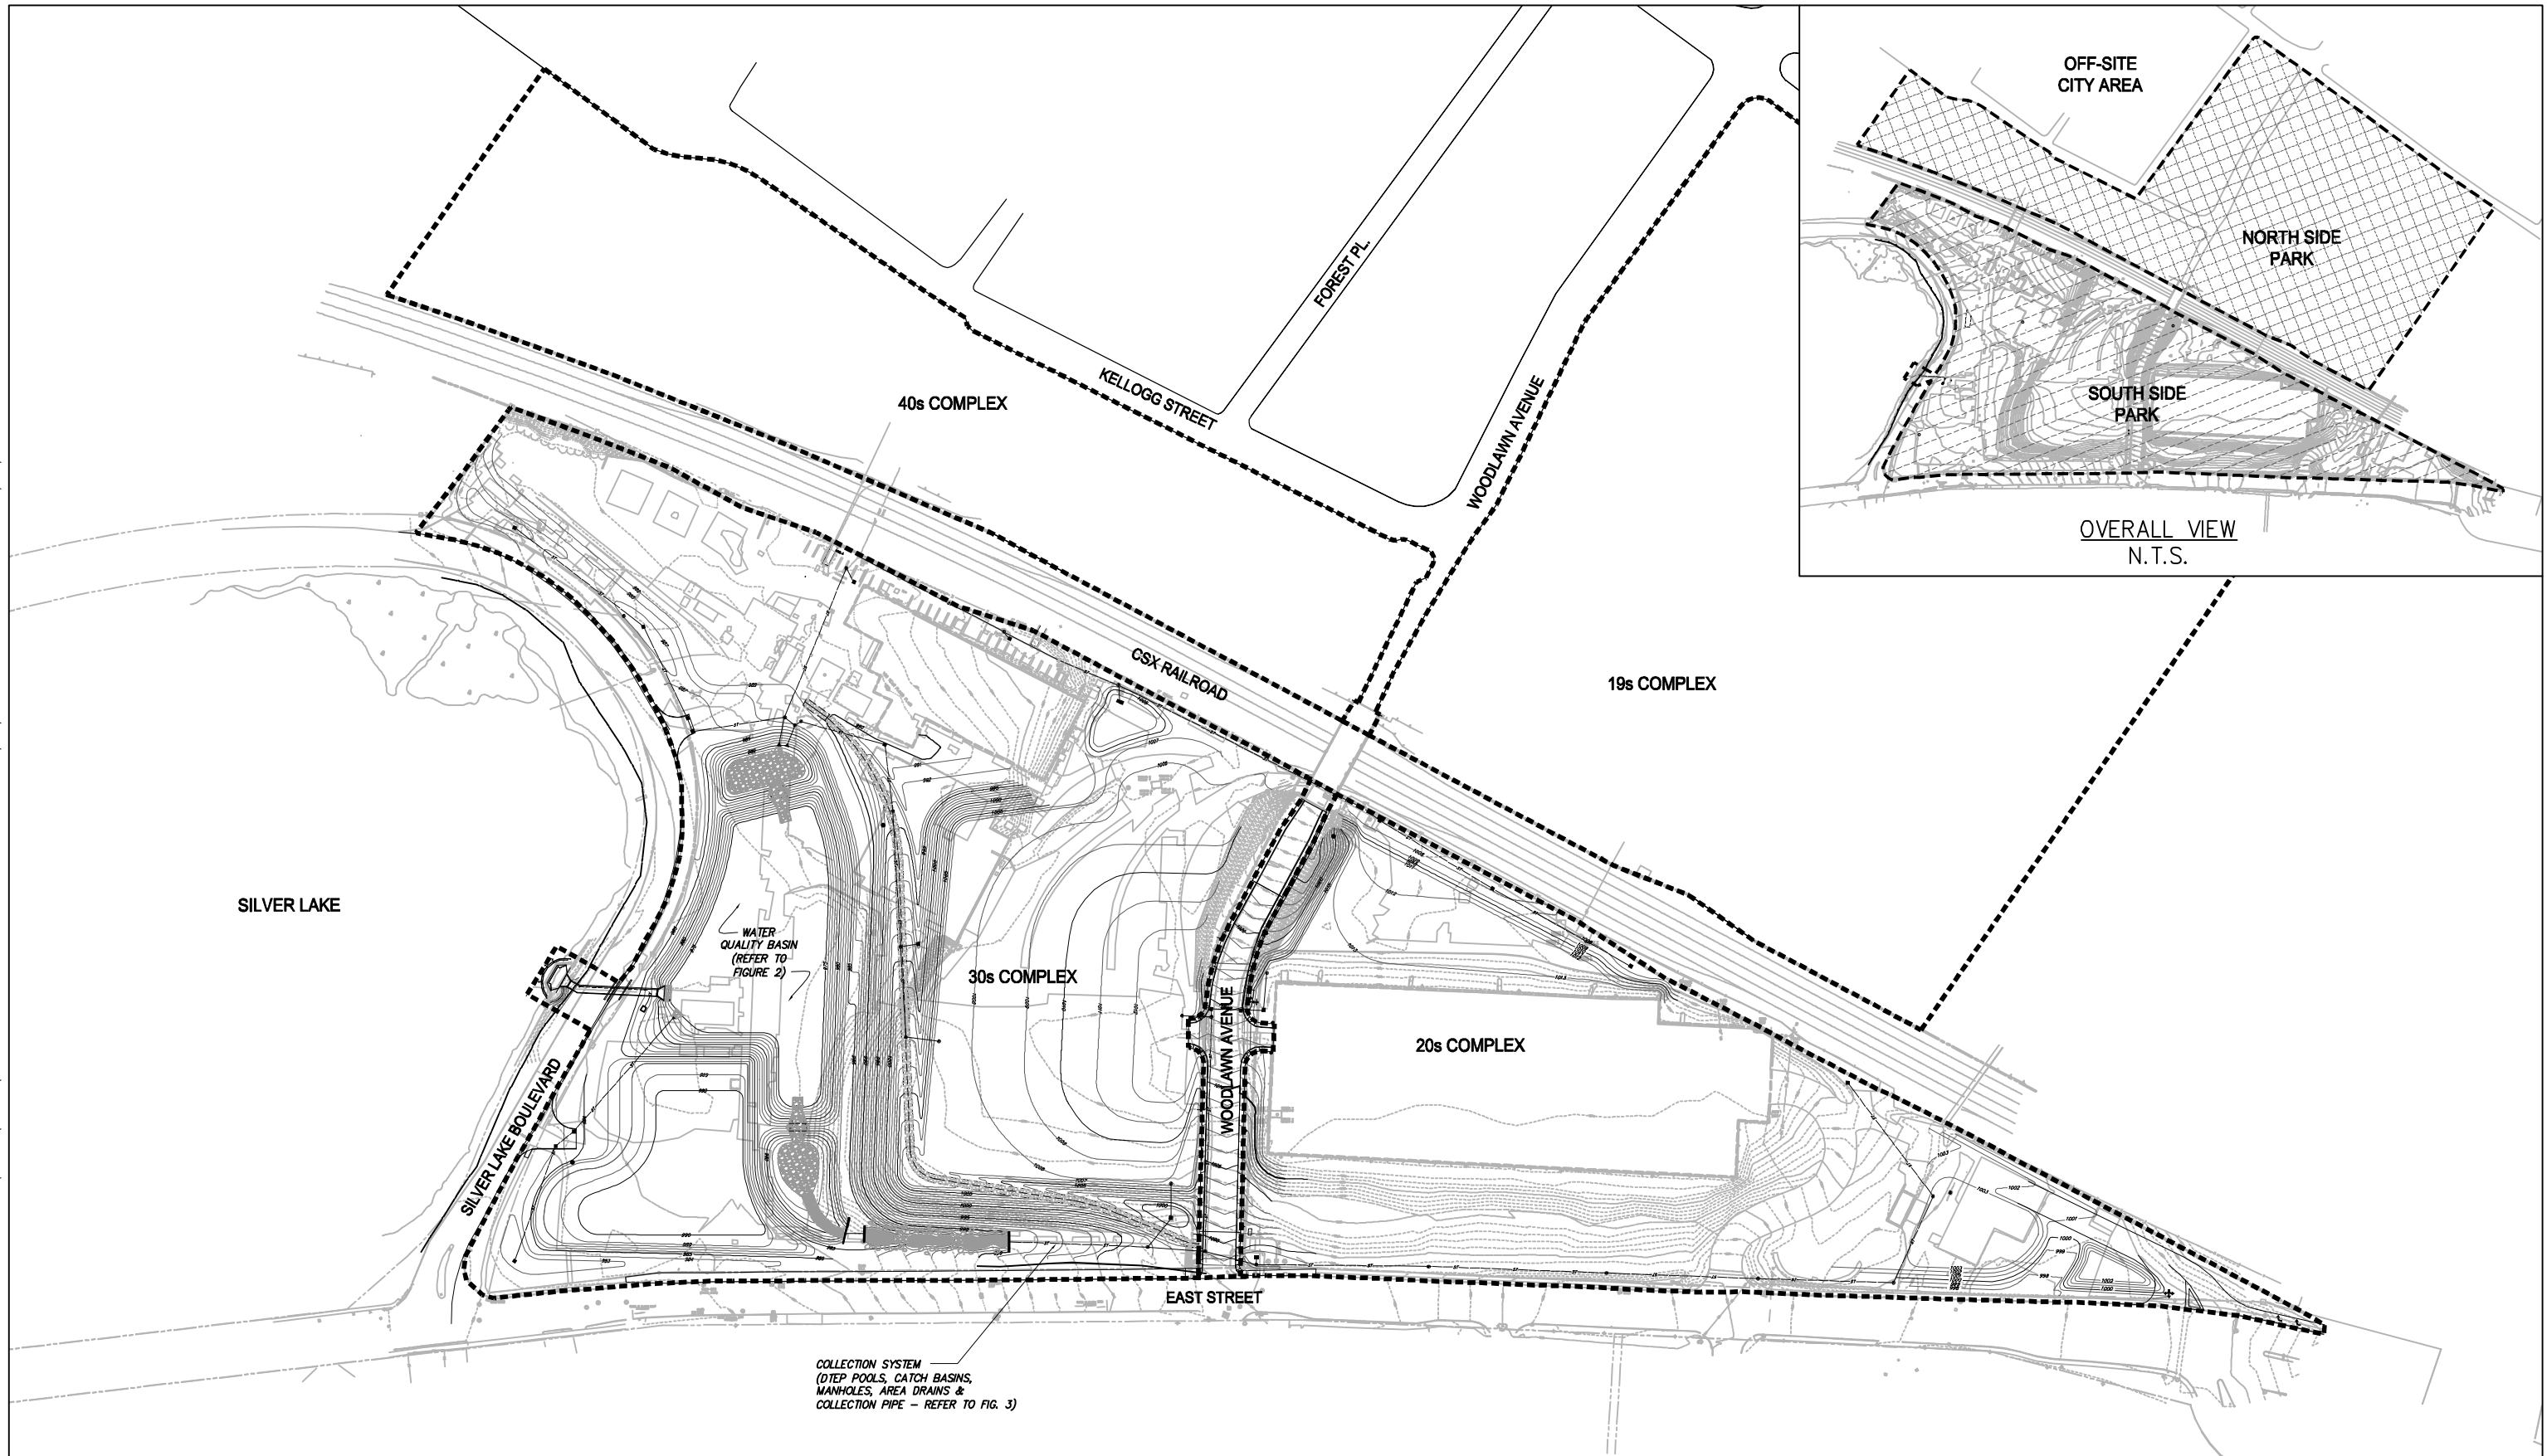 OFF-SITE
CITY AREA
NORTH SIDE
PARK
SOUTH SIDE
PARK
OVERALL VIEW
N.T.S.
FOREST PL.
KELLOGG STREET
WOODLAWN AVENUE
40s COMPLEX
CSX RAILROAD
19s COMPLEX
SILVER LAKE
WATER
QUALITY BASIN
(REFER TO
FIGURE 2)
30s COMPLEX
WOODLAWN AVENUE
20s COMPLEX
SILVER LAKE BOULEVARD
EAST STREET
COLLECTION SYSTEM
(DTEP POOLS, CATCH BASINS,
MANHOLES, AREA DRAINS &
COLLECTION PIPE - REFER TO FIG. 3)